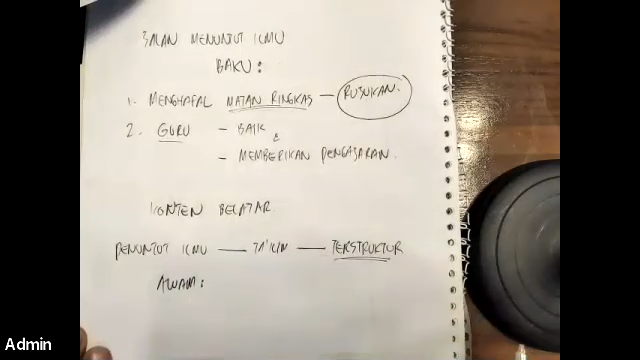 JALAN MENUNTUT ILMU
BAKU:
1. MENGHAFAL MATAN RINGKAS — RUJUKAN.
2. GURU - BAIK
&
- MEMBERIKAN PENGAJARAN.
KONTEN BELAJAR
PENUNTUT ILMU — TA'LIM — TERSTRUKTUR
AWAM:
Admin